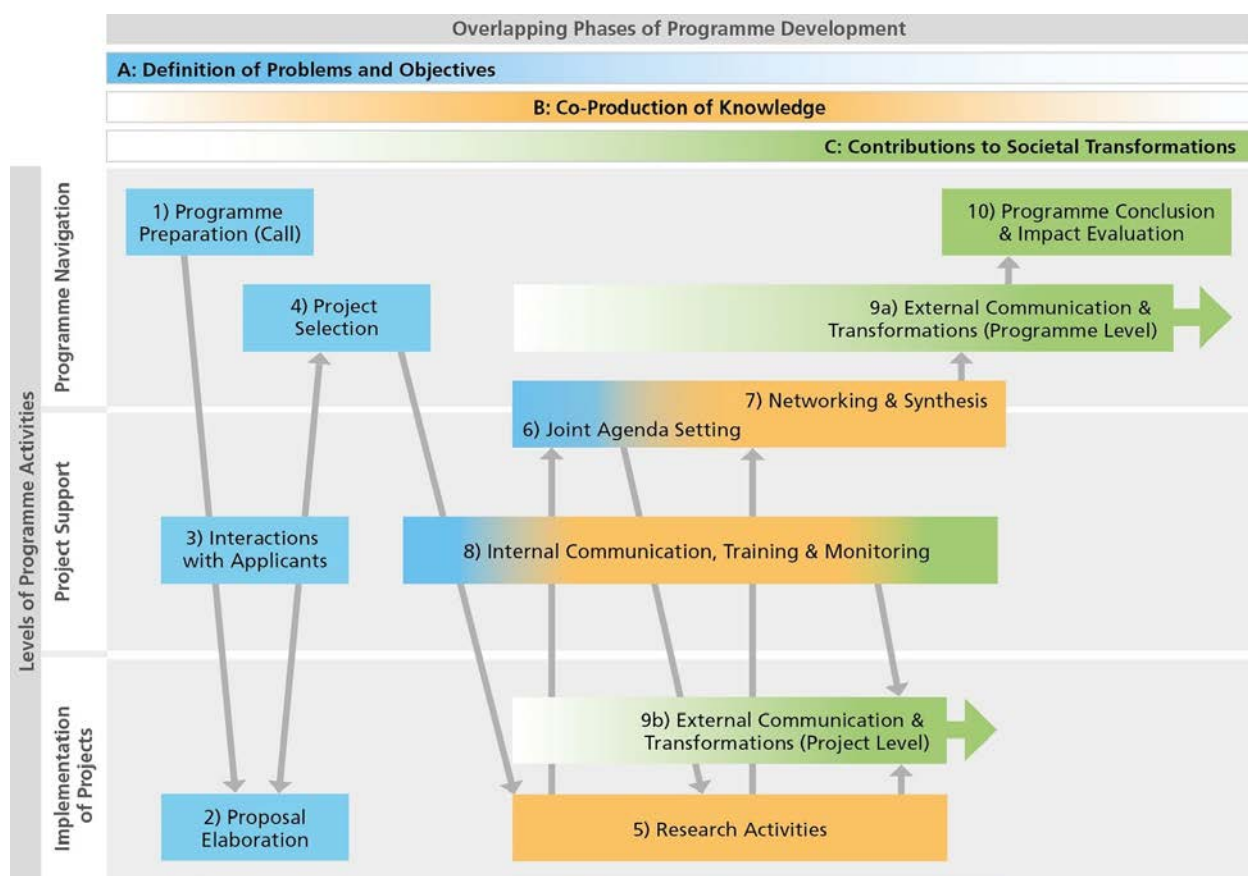 Overlapping Phases of Programme Development
A: Definition of Problems and Objectives
B: Co-Production of Knowledge
C: Contributions to Societal Transformations
Levels of Programme Activities
Programme Navigation
1) Programme
Preparation (Call)
10) Programme Conclusion
& Impact Evaluation
4) Project
Selection
9a) External Communication &
Transformations (Programme Level)
7) Networking & Synthesis
6) Joint Agenda Setting
Project Support
3) Interactions
with Applicants
8) Internal Communication, Training & Monitoring
Implementation
of Projects
9b) External Communication &
Transformations (Project Level)
2) Proposal
Elaboration
5) Research Activities